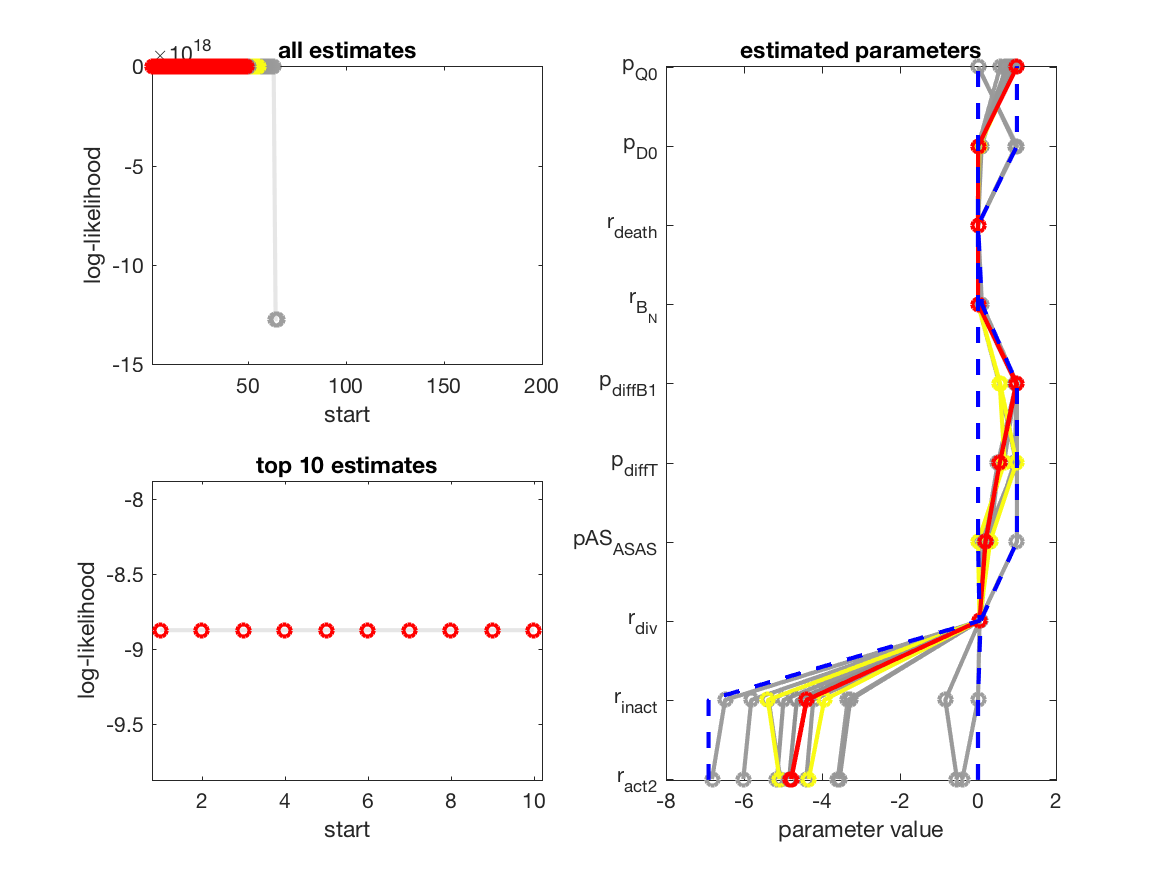 ×10^18
all estimates
0
-5
-10
-15
50
100
150
200
log-likelihood
start
top 10 estimates
-8
-8.5
-9
-9.5
2
4
6
8
10
log-likelihood
start
estimated parameters
p_Q0
p_D0
r_death
r_B_N
p_diffB1
p_diffT
pAS_ASAS
r_div
r_inact
r_act2
-8
-6
-4
-2
0
2
parameter value